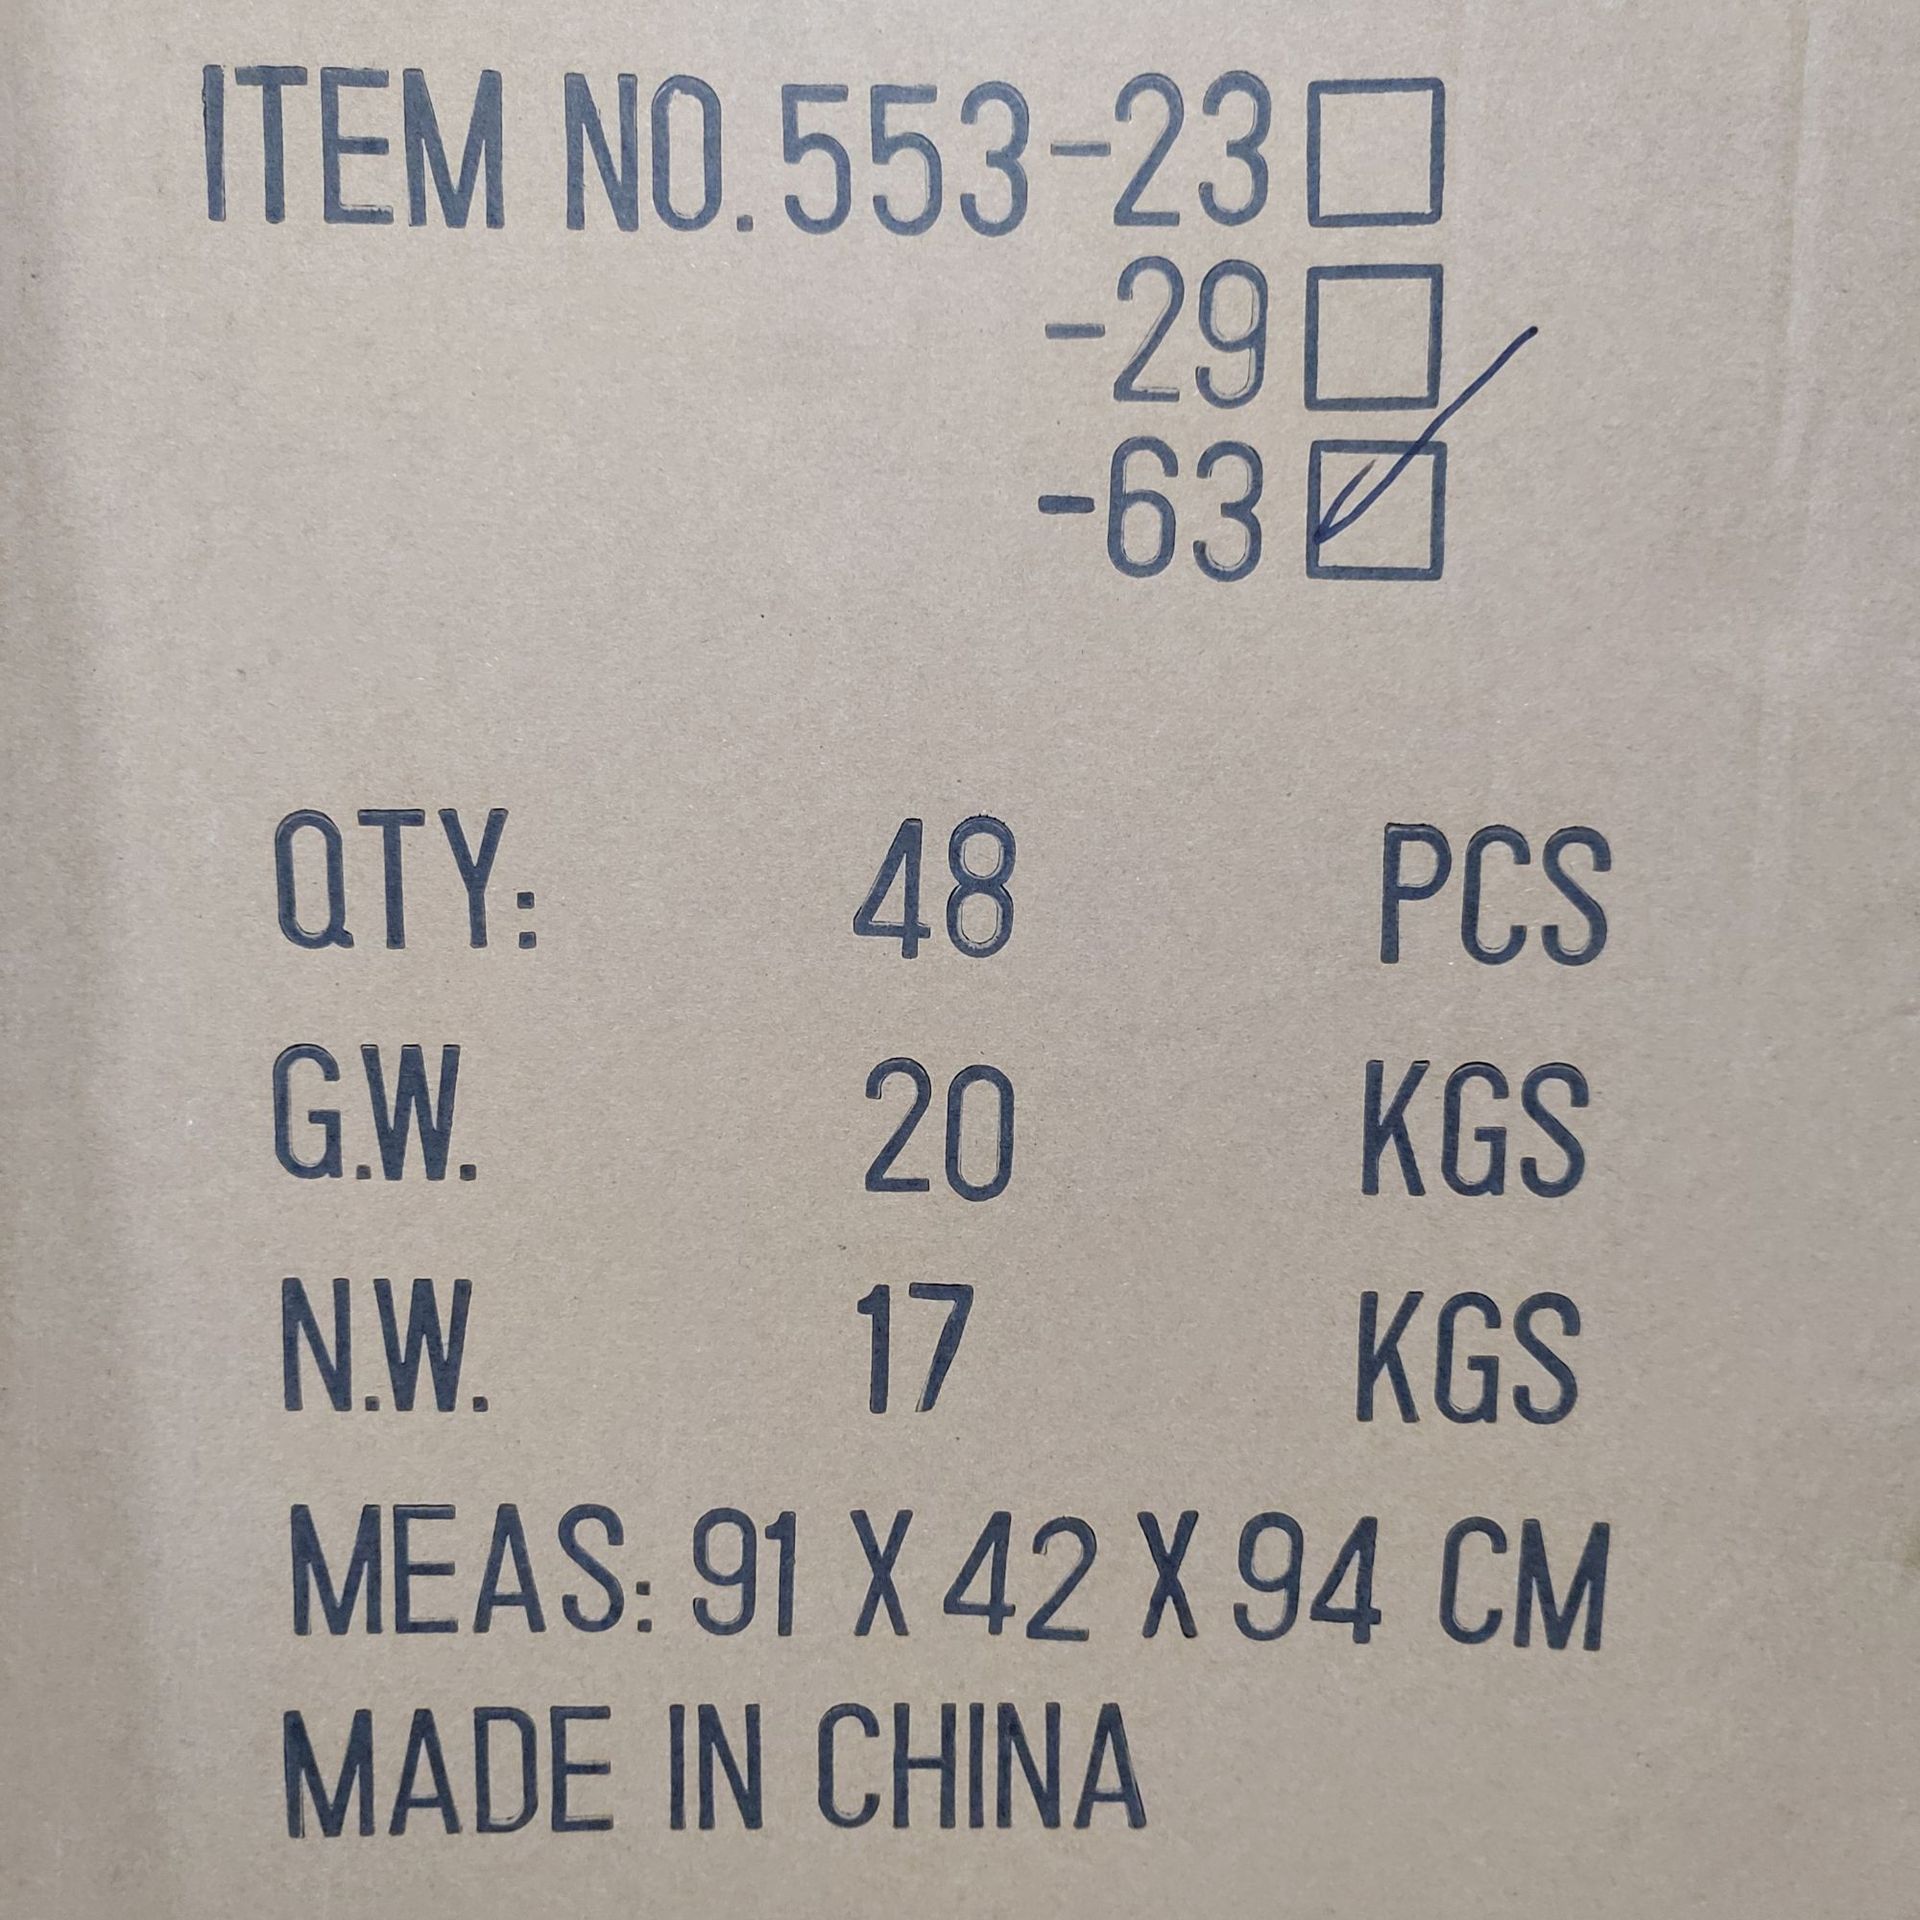 ITEM NO.553-23
-29
-63
QTY: 48 PCS
G.W. 20 KGS
N.W. 17 KGS
MEAS: 91 X 42 X 94 CM
MADE IN CHINA